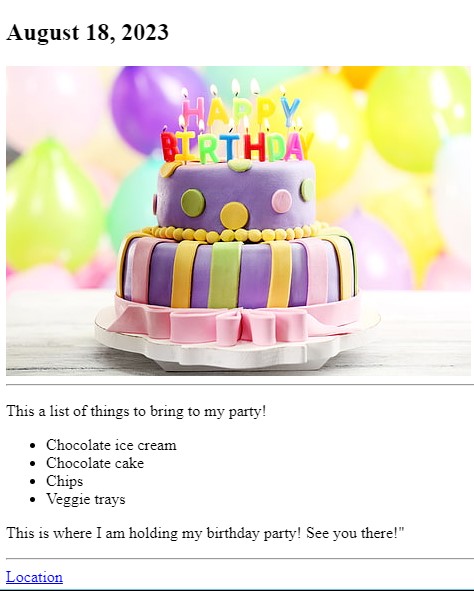 August 18, 2023
HAPPY
BIRTHDAY
This a list of things to bring to my party!
Chocolate ice cream
Chocolate cake
Chips
Veggie trays
This is where I am holding my birthday party! See you there!"
Location